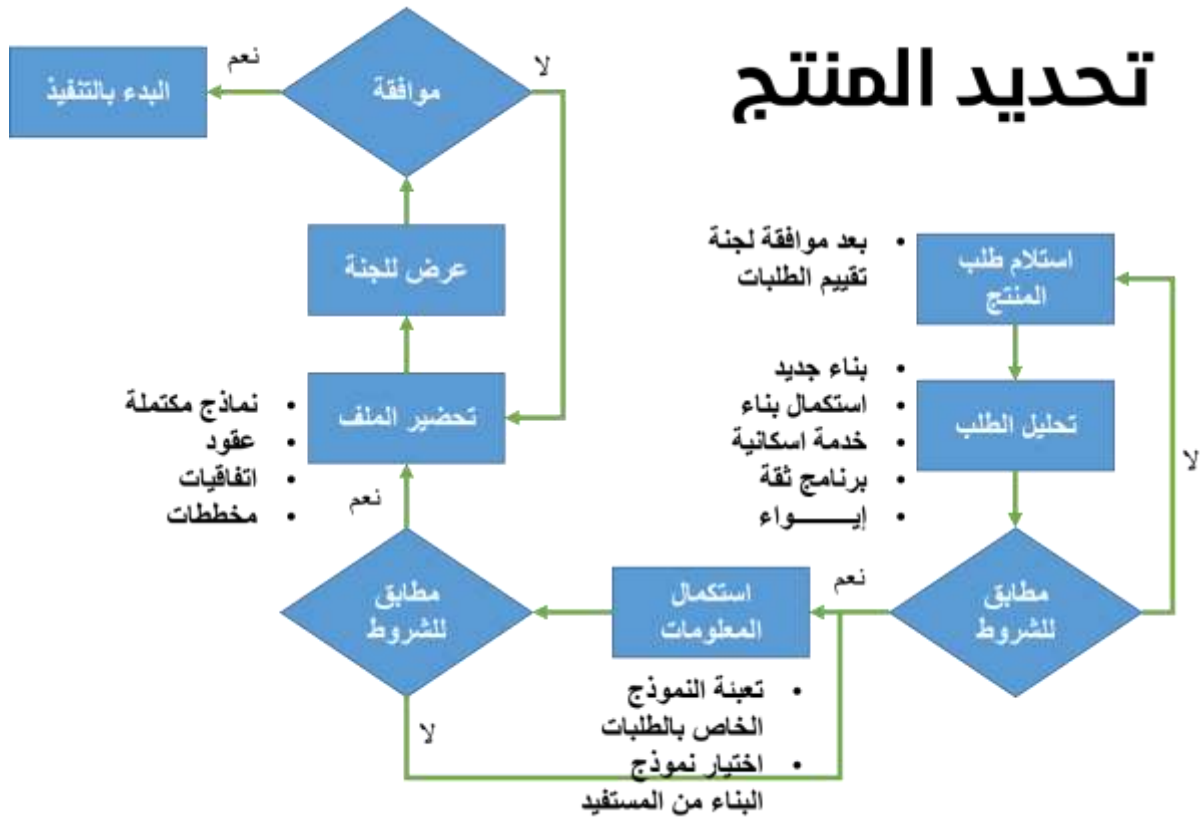 تحديد المنتج
استلام طلب
المنتج
• بعد موافقة لجنة
تقييم الطلبات
تحليل الطلب
• بناء جديد
• استكمال بناء
• خدمة اسكانية
• برنامج ثقة
• إيـــــواء
مطابق
للشروط
لا
نعم
استكمال
المعلومات
• تعبئة النموذج
الخاص بالطلبات
• اختيار نموذج
البناء من المستفيد
مطابق
للشروط
لا
نعم
تحضير الملف
• نماذج مكتملة
• عقود
• اتفاقيات
• مخططات
عرض للجنة
موافقة
لا
نعم
البدء بالتنفيذ